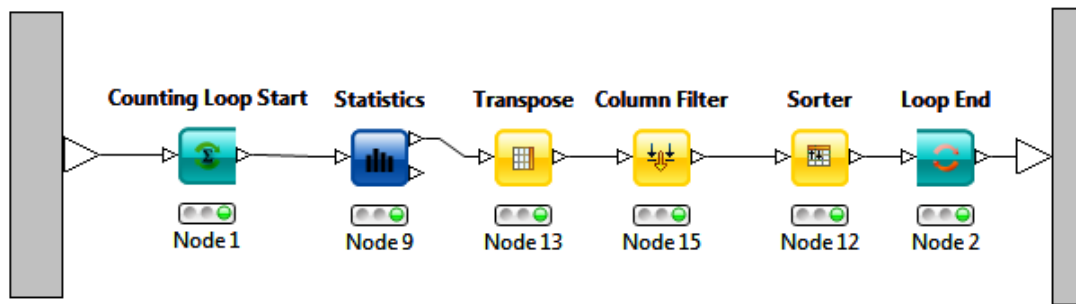 Counting Loop Start Statistics Transpose Column Filter Sorter Loop End
Σ
Node 1 Node 9 Node 13 Node 15 Node 12 Node 2